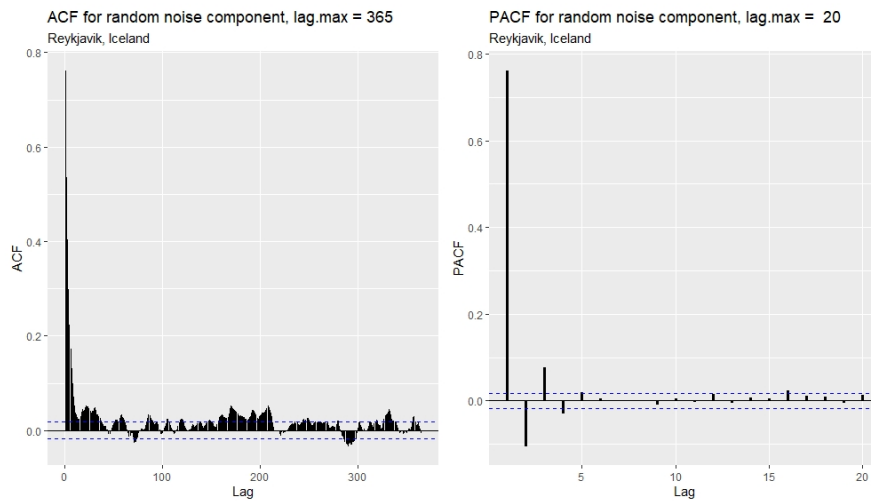 ACF for random noise component, lag.max = 365
Reykjavik, Iceland
0.8
0.6
0.4
0.2
0.0
ACF
0
100
200
300
Lag
PACF for random noise component, lag.max =  20
Reykjavik, Iceland
0.8
0.6
0.4
0.2
0.0
PACF
5
10
15
20
Lag